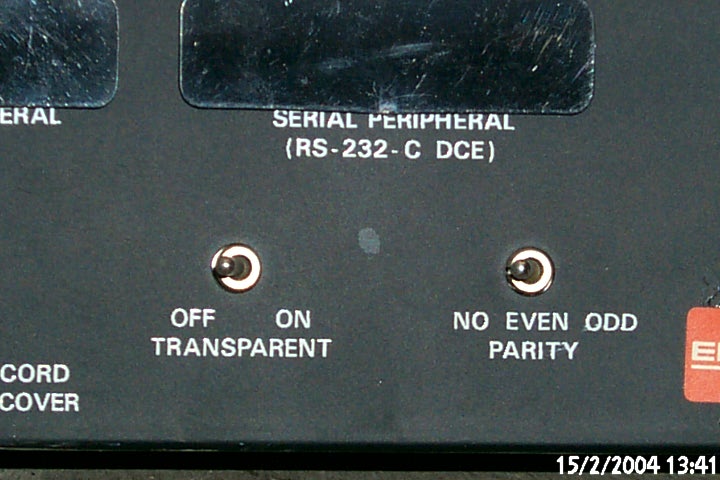 ERAL
SERIAL PERIPHERAL
(RS-232-C DCE)
OFF ON
TRANSPARENT
NO EVEN ODD
PARITY
CORD
COVER
15/2/2004 13:41